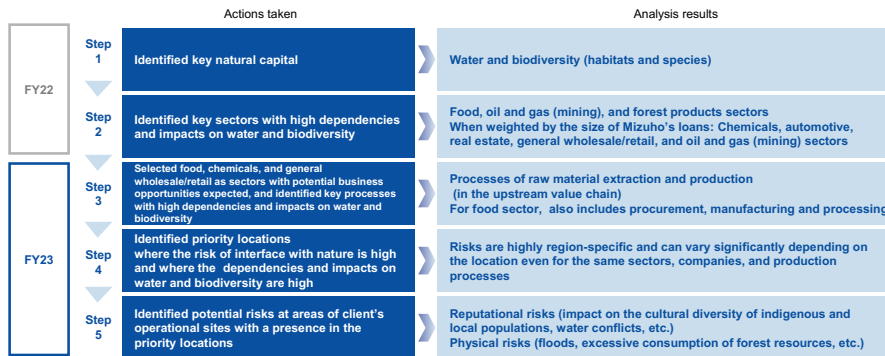 Actions taken
Analysis results
FY22
Step
1
Identified key natural capital
Water and biodiversity (habitats and species)
Step
2
Identified key sectors with high dependencies
and impacts on water and biodiversity
Food, oil and gas (mining), and forest products sectors
When weighted by the size of Mizuho's loans: Chemicals, automotive,
real estate, general wholesale/retail, and oil and gas (mining) sectors
FY23
Step
3
Selected food, chemicals, and general
wholesale/retail as sectors with potential business
opportunities expected, and identified key processes
with high dependencies and impacts on water and
biodiversity
Processes of raw material extraction and production
(in the upstream value chain)
For food sector, also includes procurement, manufacturing and processing
Step
4
Identified priority locations
where the risk of interface with nature is high
and where the dependencies and impacts on
water and biodiversity are high
Risks are highly region-specific and can vary significantly depending on
the location even for the same sectors, companies, and production
processes
Step
5
Identified potential risks at areas of client's
operational sites with a presence in the
priority locations
Reputational risks (impact on the cultural diversity of indigenous and
local populations, water conflicts, etc.)
Physical risks (floods, excessive consumption of forest resources, etc.)